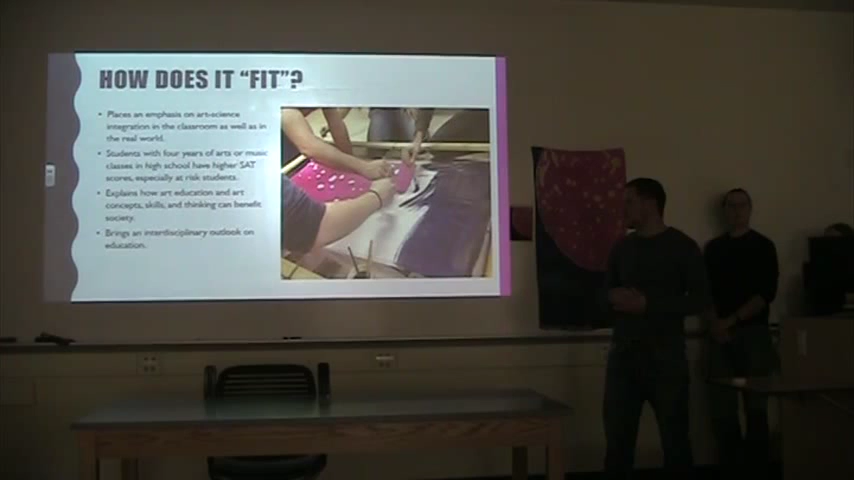 HOW DOES IT "FIT"?
• Places an emphasis on art-science
integration in the classroom as well as in
the real world.
• Students with four years of arts or music
classes in high school have higher SAT
scores, especially at risk students.
• Explains how art education and art
concepts, skills, and thinking can benefit
society.
• Brings an interdisciplinary outlook on
education.